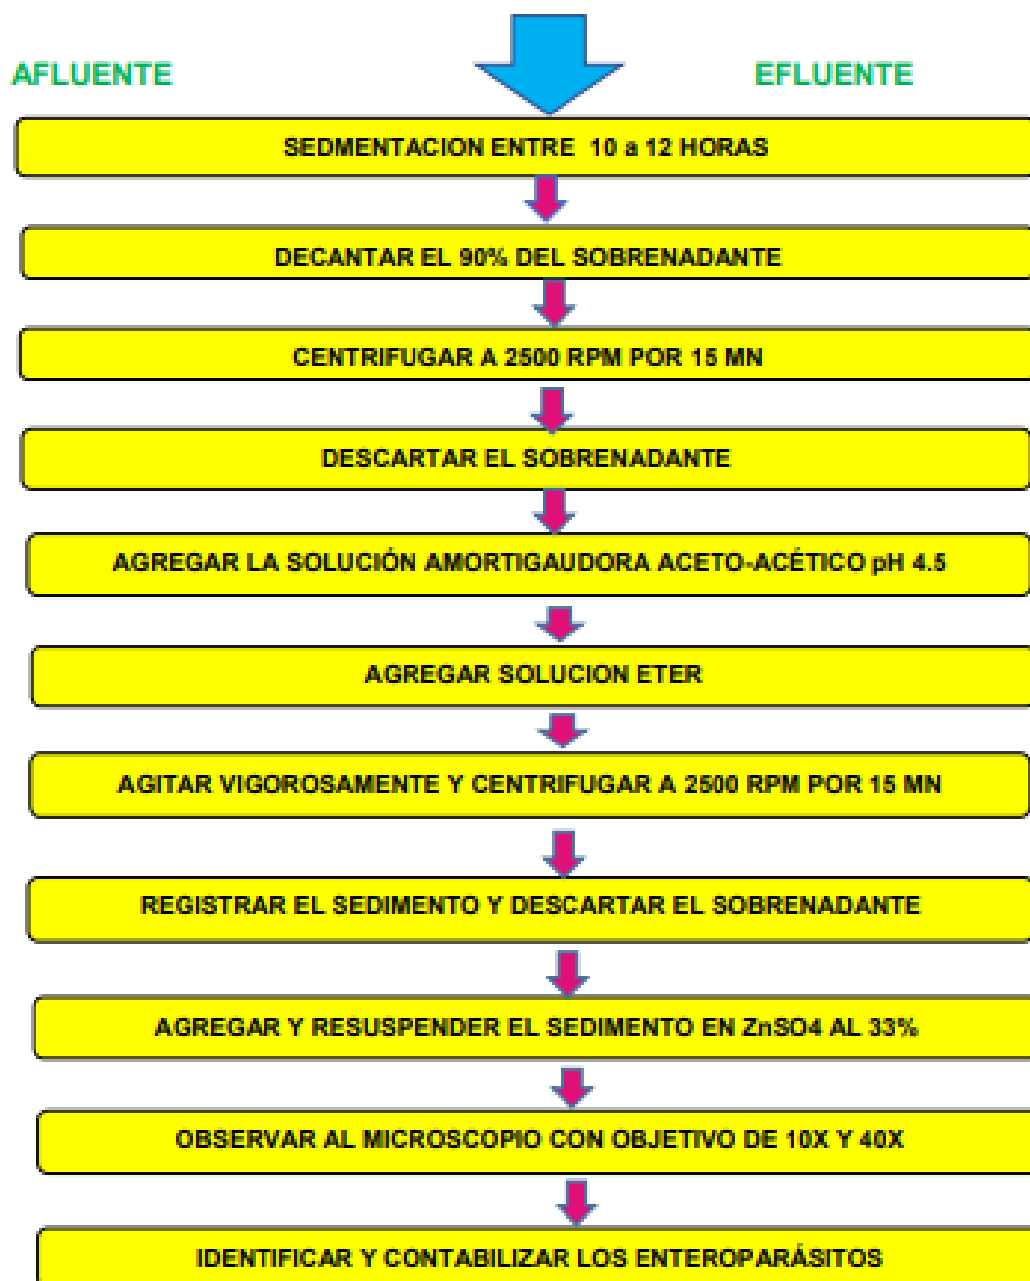 AFLUENTE
EFLUENTE
SEDMENTACION ENTRE 10 a 12 HORAS
DECANTAR EL 90% DEL SOBRENADANTE
CENTRIFUGAR A 2500 RPM POR 15 MN
DESCARTAR EL SOBRENADANTE
AGREGAR LA SOLUCIÓN AMORTIGAUDORA ACETO-ACÉTICO pH 4.5
AGREGAR SOLUCION ETER
AGITAR VIGOROSAMENTE Y CENTRIFUGAR A 2500 RPM POR 15 MN
REGISTRAR EL SEDIMENTO Y DESCARTAR EL SOBRENADANTE
AGREGAR Y RESUSPENDER EL SEDIMENTO EN ZnSO4 AL 33%
OBSERVAR AL MICROSCOPIO CON OBJETIVO DE 10X Y 40X
IDENTIFICAR Y CONTABILIZAR LOS ENTEROPARÁSITOS